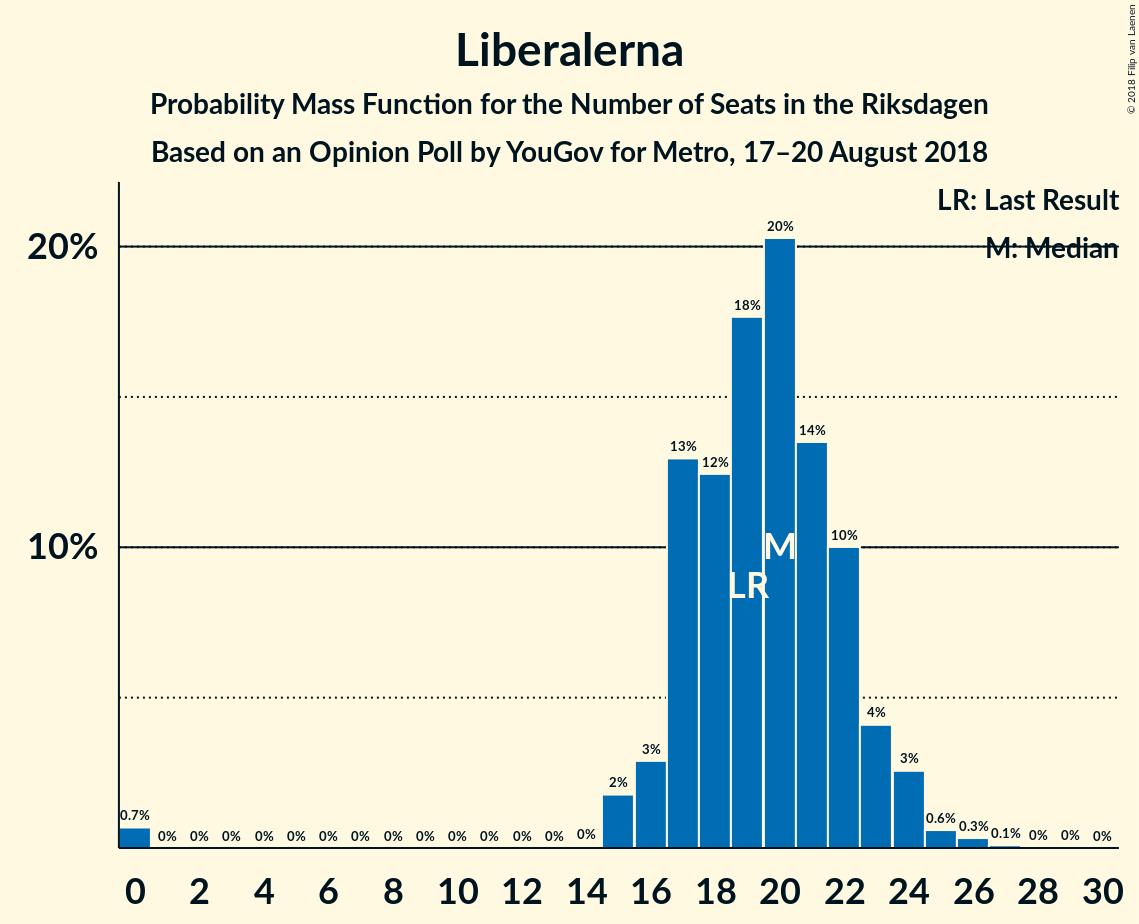 Liberalerna
Probability Mass Function for the Number of Seats in the Riksdagen
Based on an Opinion Poll by YouGov for Metro, 17–20 August 2018
© 2018 Filip van Laenen
LR: Last Result
M: Median
20%
10%
0.7% 0% 0% 0% 0% 0% 0% 0% 0% 0% 0% 0% 0% 0% 0% 2% 3% 13% 12% 18% 20% 14% 10% 4% 3% 0.6% 0.3% 0.1% 0% 0% 0%
M
LR
0 2 4 6 8 10 12 14 16 18 20 22 24 26 28 30